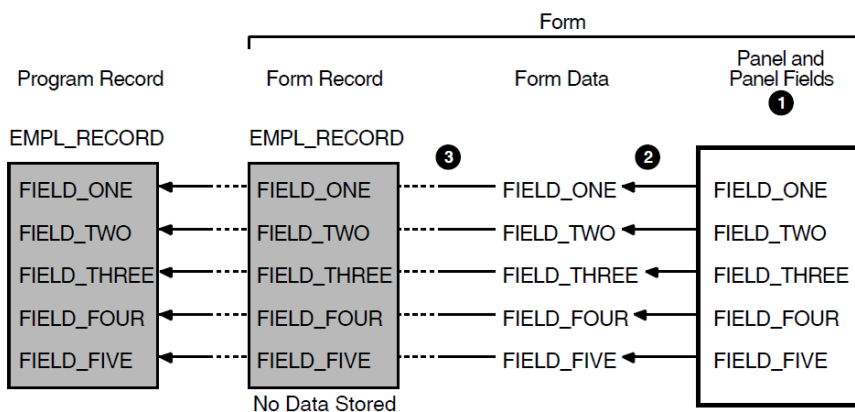 Form
Program Record
Form Record
Form Data
Panel and
Panel Fields
1
EMPL_RECORD
EMPL_RECORD
3
2
FIELD_ONE FIELD_ONE FIELD_ONE FIELD_ONE
FIELD_TWO FIELD_TWO FIELD_TWO FIELD_TWO
FIELD_THREE FIELD_THREE FIELD_THREE FIELD_THREE
FIELD_FOUR FIELD_FOUR FIELD_FOUR FIELD_FOUR
FIELD_FIVE FIELD_FIVE FIELD_FIVE FIELD_FIVE
No Data Stored